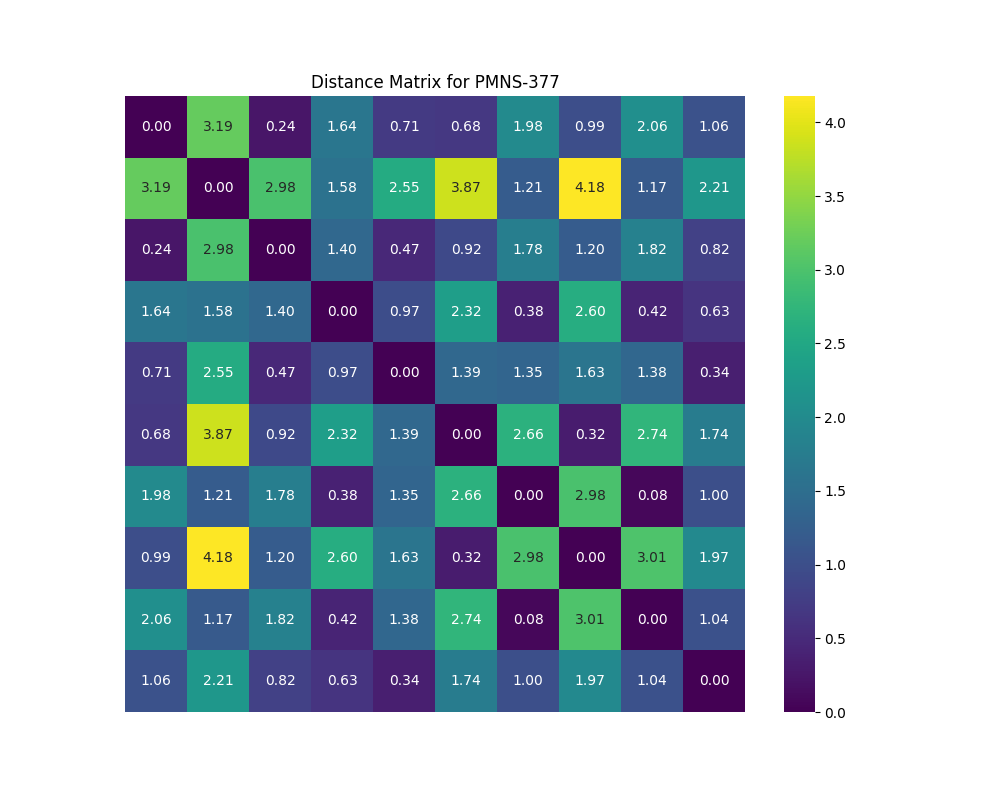 Distance Matrix for PMNS-377
0.00 3.19 0.24 1.64 0.71 0.68 1.98 0.99 2.06 1.06
3.19 0.00 2.98 1.58 2.55 3.87 1.21 4.18 1.17 2.21
0.24 2.98 0.00 1.40 0.47 0.92 1.78 1.20 1.82 0.82
1.64 1.58 1.40 0.00 0.97 2.32 0.38 2.60 0.42 0.63
0.71 2.55 0.47 0.97 0.00 1.39 1.35 1.63 1.38 0.34
0.68 3.87 0.92 2.32 1.39 0.00 2.66 0.32 2.74 1.74
1.98 1.21 1.78 0.38 1.35 2.66 0.00 2.98 0.08 1.00
0.99 4.18 1.20 2.60 1.63 0.32 2.98 0.00 3.01 1.97
2.06 1.17 1.82 0.42 1.38 2.74 0.08 3.01 0.00 1.04
1.06 2.21 0.82 0.63 0.34 1.74 1.00 1.97 1.04 0.00
4.0
3.5
3.0
2.5
2.0
1.5
1.0
0.5
0.0